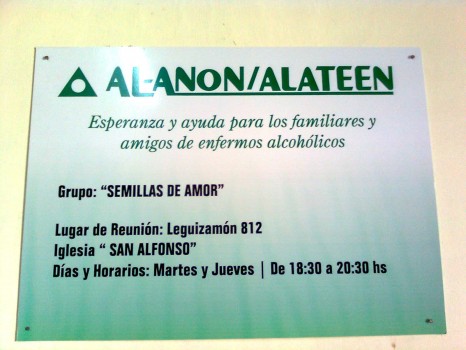 AL-ANON/ALATEEN
Esperanza y ayuda para los familiares y
amigos de enfermos alcohólicos
Grupo: “SEMILLAS DE AMOR”
Lugar de Reunión: Leguizamón 812
Iglesia “ SAN ALFONSO”
Días y Horarios: Martes y Jueves | De 18:30 a 20:30 hs